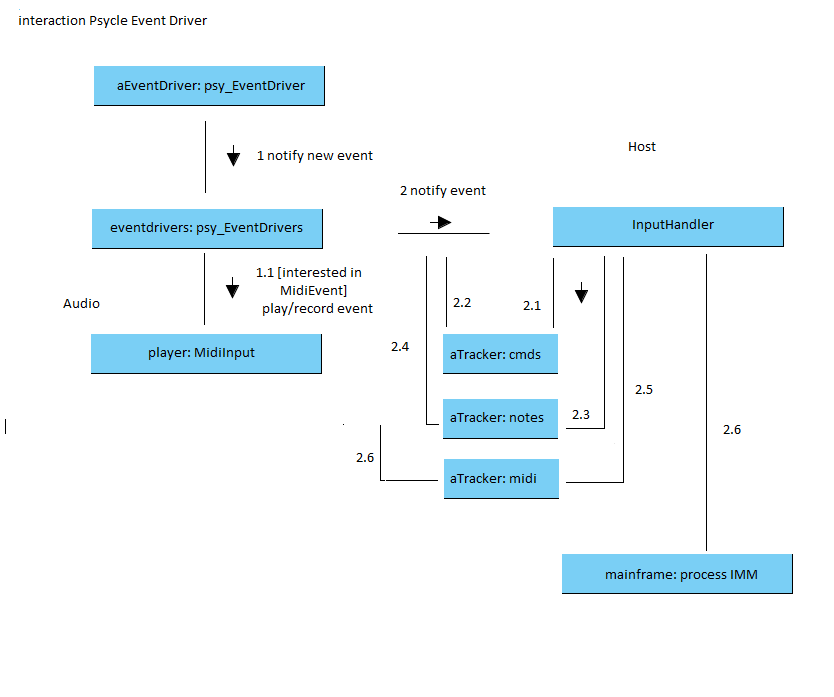 interaction Psycle Event Driver
aEventDriver: psy_EventDriver
1 notify new event
Host
2 notify event
eventdrivers: psy_EventDrivers
InputHandler
1.1 [interested in
MidiEvent]
play/record event
Audio
2.2
2.1
player: MidiInput
2.4
aTracker: cmds
2.5
aTracker: notes
2.3
2.6
2.6
aTracker: midi
mainframe: process IMM